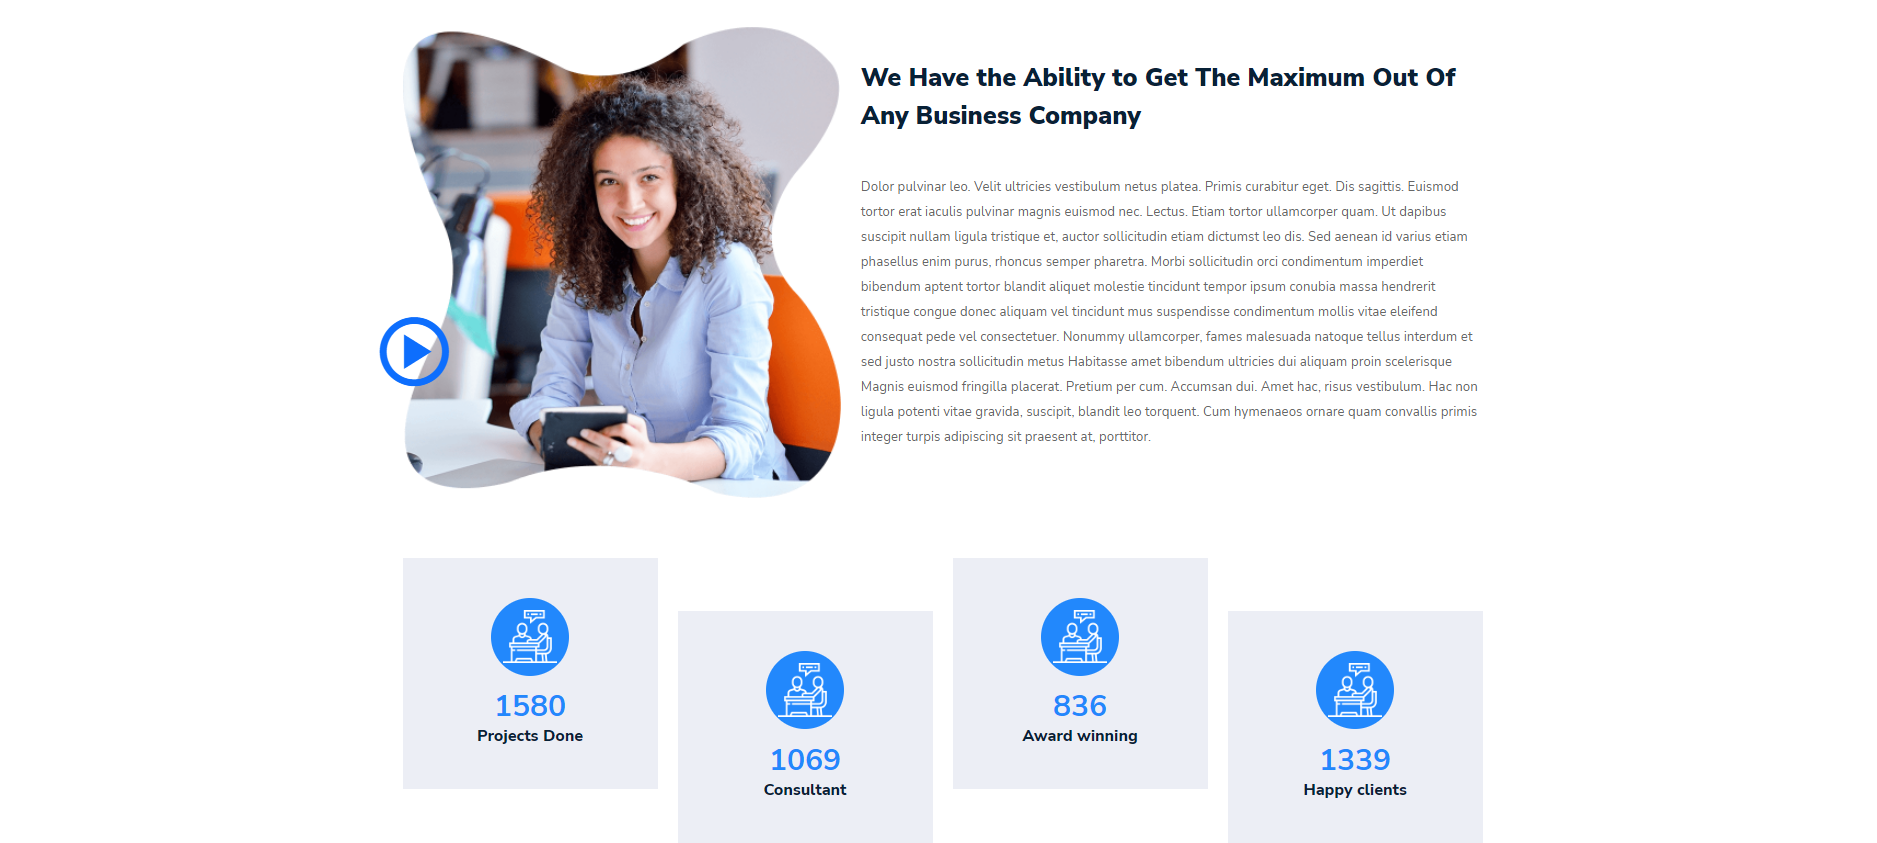 We Have the Ability to Get The Maximum Out Of
Any Business Company
Dolor pulvinar leo. Velit ultricies vestibulum netus platea. Primis curabitur eget. Dis sagittis. Euismod
tortor erat iaculis pulvinar magnis euismod nec. Lectus. Etiam tortor ullamcorper quam. Ut dapibus
suscipit nullam ligula tristique et, auctor sollicitudin etiam dictumst leo dis. Sed aenean id varius etiam
phasellus enim purus, rhoncus semper pharetra. Morbi sollicitudin orci condimentum imperdiet
bibendum aptent tortor blandit aliquet molestie tincidunt tempor ipsum conubia massa hendrerit
tristique congue donec aliquam vel tincidunt mus suspendisse condimentum mollis vitae eleifend
consequat pede vel consectetuer. Nonummy ullamcorper, fames malesuada natoque tellus interdum et
sed justo nostra sollicitudin metus Habitasse amet bibendum ultricies dui aliquam proin scelerisque
Magnis euismod fringilla placerat. Pretium per cum. Accumsan dui. Amet hac, risus vestibulum. Hac non
ligula potenti vitae gravida, suscipit, blandit leo torquent. Cum hymenaeos ornare quam convallis primis
integer turpis adipiscing sit praesent at, porttitor.
1580
Projects Done
1069
Consultant
836
Award winning
1339
Happy clients